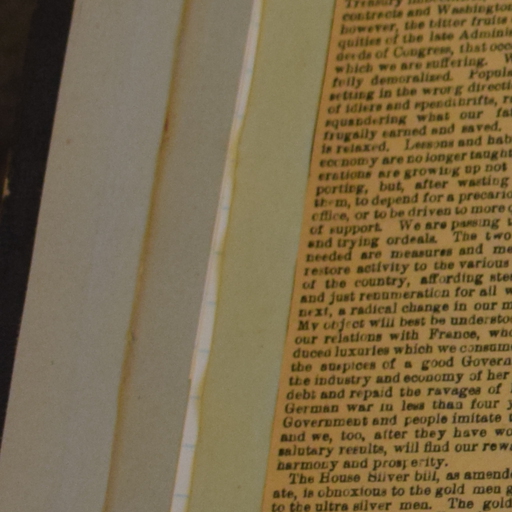 Treasury
contracts and Washington
however, the bitter fruits
quities of the late Adminis
deeds of Congress, that occ
which we are suffering. W
fully demoralized. Popula
setting in the wrong directi
of idlers and spendthrifts, r
squandering what our fat
frugally earned and saved.
is relaxed. Lessons and hab
economy are no longer taught
erations are growing up not
porting, but, after wasting
them, to depend for a precario
office, or to be driven to more
of support. We are passing t
and trying ordeals. The two
needed are measures and me
restore activity to the various
of the country, affording ste
and just renumeration for all w
next, a radical change in our m
My object will best be understo
our relations with France, who
duced luxuries which we consum
the auspices of a good Govern
the industry and economy of her
debt and repaid the ravages of
German war in less than four y
Government and people imitate t
and we, too, after they have wo
salutary results, will find our rew
harmony and prosperity.
The House Silver bill, as amend
ate, is obnoxious to the gold men
to the ultra silver men. The gold